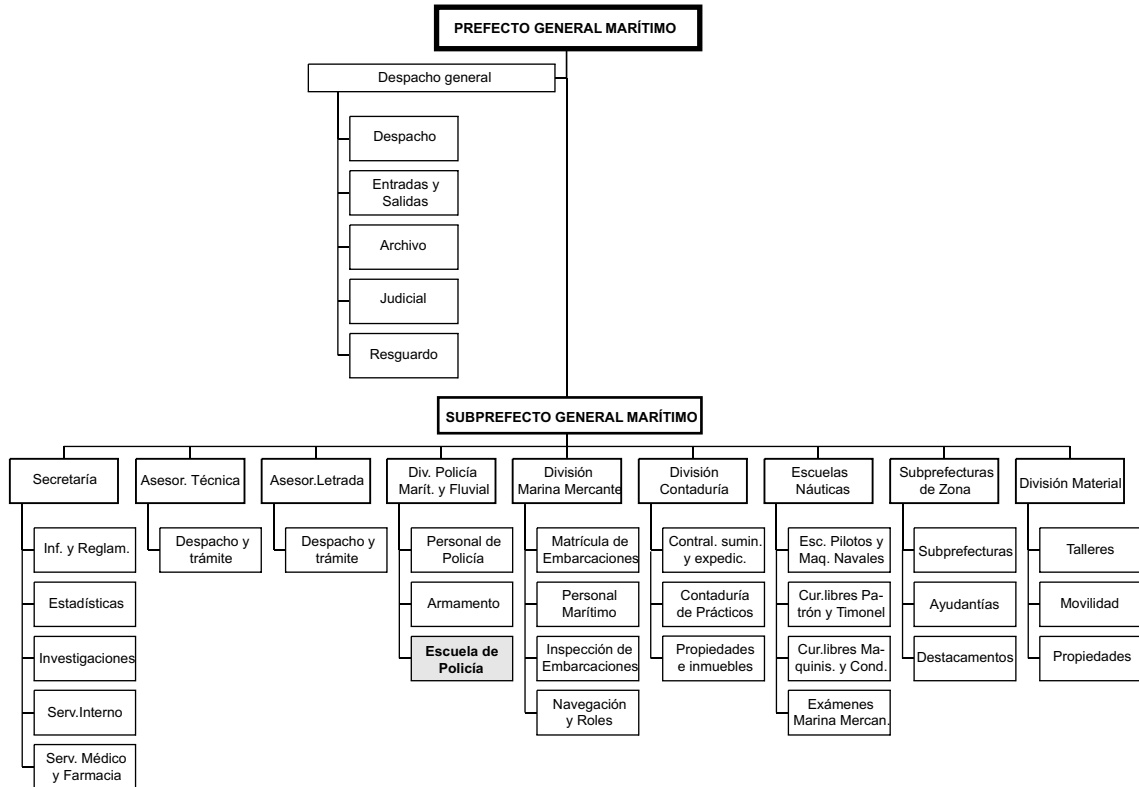 PREFECTO GENERAL MARÍTIMO
Despacho general
Despacho
Entradas y
Salidas
Archivo
Judicial
Resguardo
SUBPREFECTO GENERAL MARÍTIMO
Secretaría
Inf. y Reglam.
Estadísticas
Investigaciones
Serv.Interno
Serv. Médico
y Farmacia
Asesor. Técnica
Despacho y
trámite
Asesor.Letrada
Despacho y
trámite
Div. Policía
Marít. y Fluvial
Personal de
Policía
Armamento
Escuela de
Policía
División
Marina Mercante
Matrícula de
Embarcaciones
Personal
Marítimo
Inspección de
Embarcaciones
Navegación
y Roles
División
Contaduría
Contral. sumin.
y expedic.
Contaduría
de Prácticos
Propiedades
e inmuebles
Escuelas
Náuticas
Esc. Pilotos y
Maq. Navales
Cur.libres Pa-
trón y Timonel
Cur.libres Ma-
quinis. y Cond.
Exámenes
Marina Mercan.
Subprefecturas
de Zona
Subprefecturas
Ayudantías
Destacamentos
División Material
Talleres
Movilidad
Propiedades